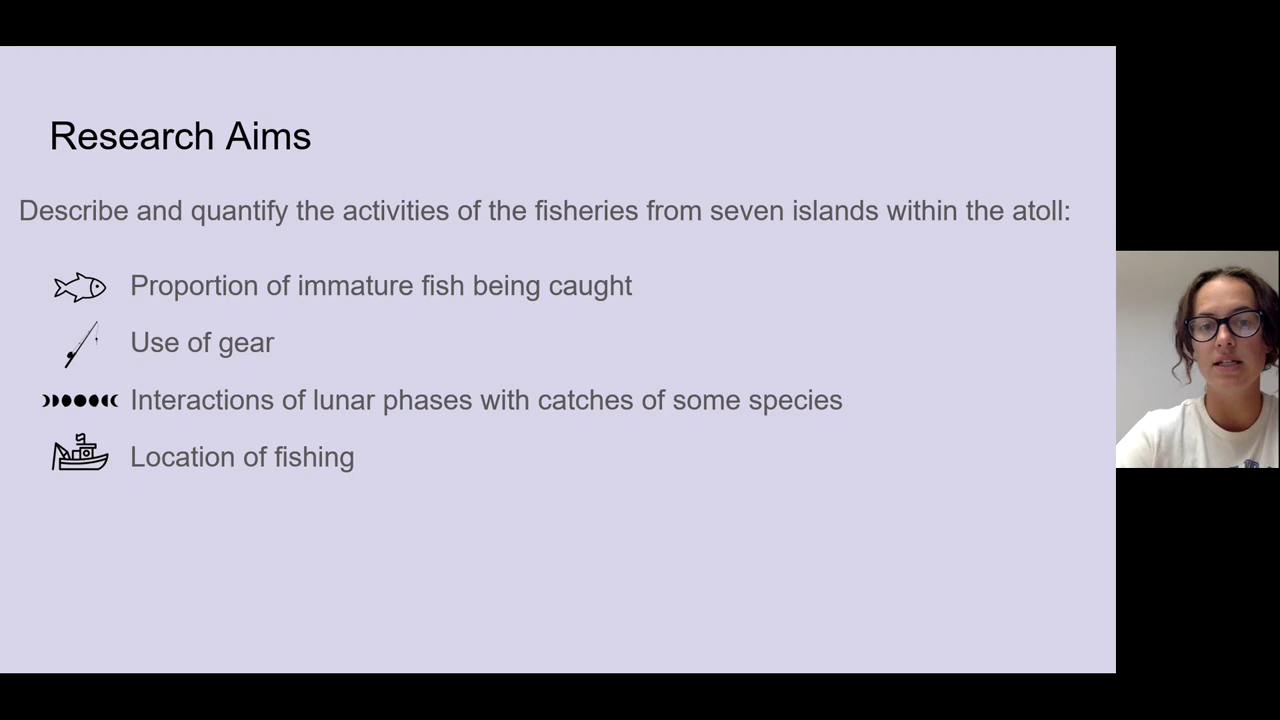 Research Aims
Describe and quantify the activities of the fisheries from seven islands within the atoll:
Proportion of immature fish being caught
Use of gear
Interactions of lunar phases with catches of some species
Location of fishing